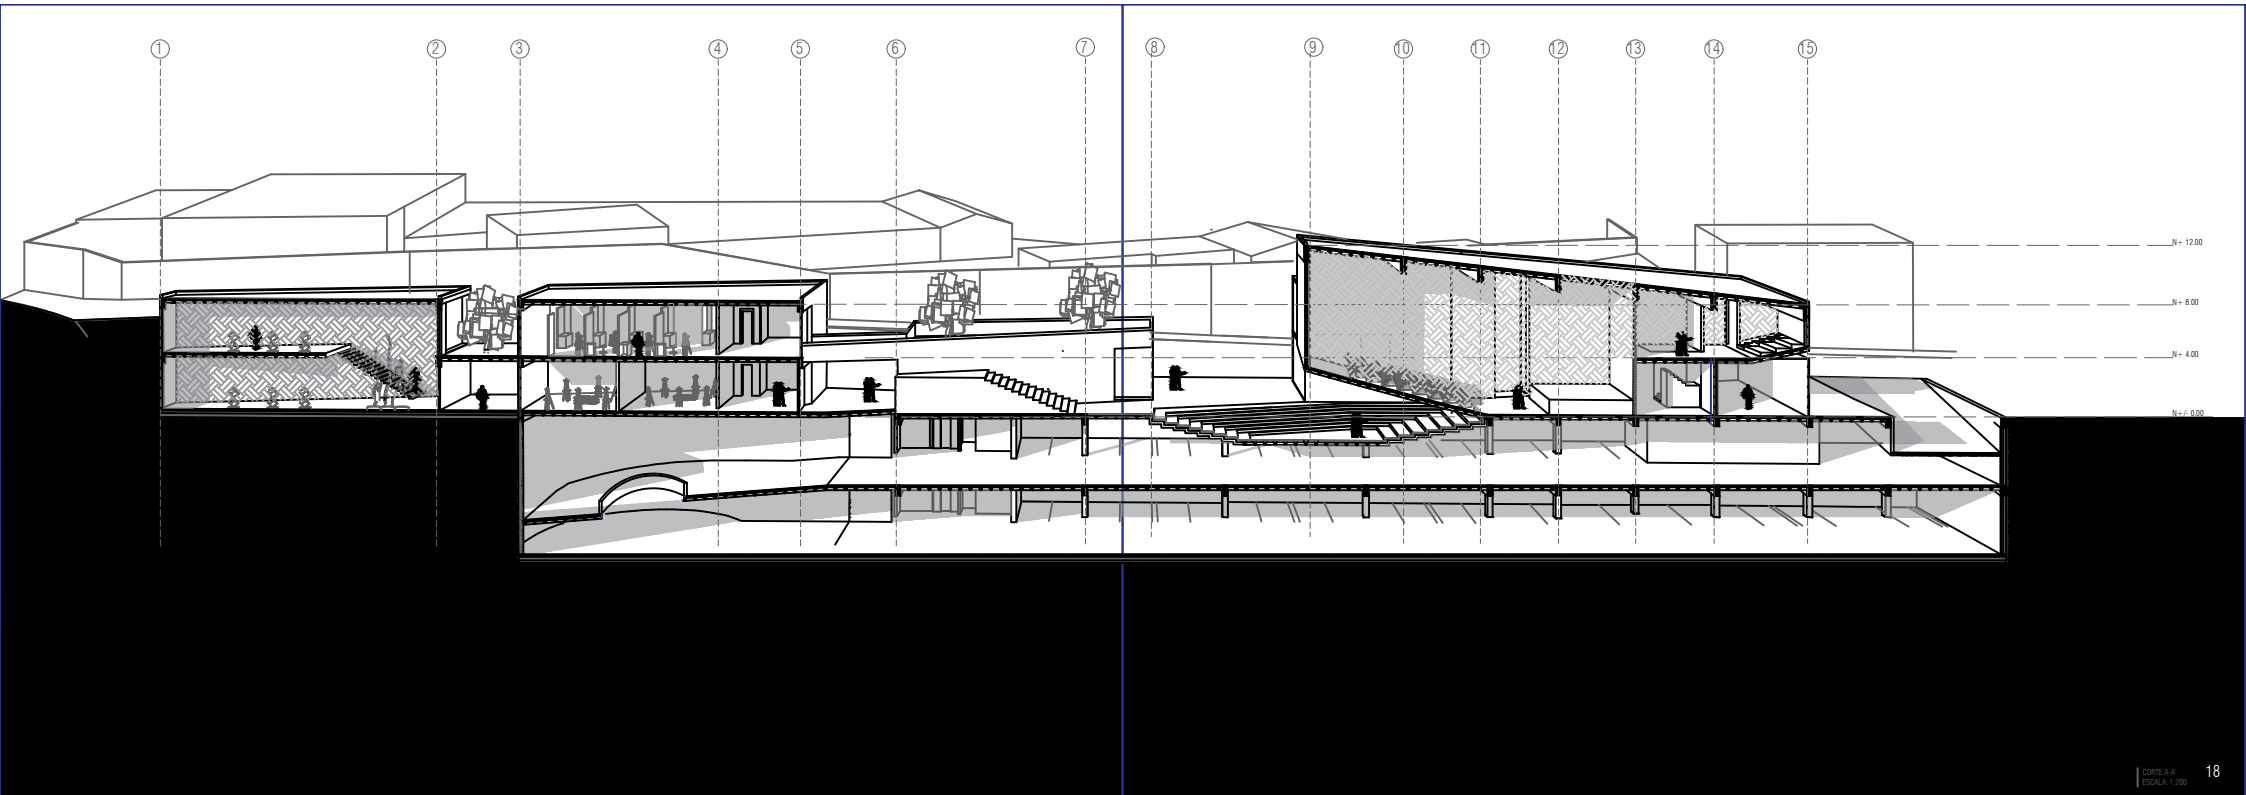 1 2 3 4 5 6 7 8 9 10 11 12 13 14 15
N+ 12.00
N+ 8.00
N+ 4.00
N+/- 0.00
CORTE A-A'
ESCALA: 1:200
18